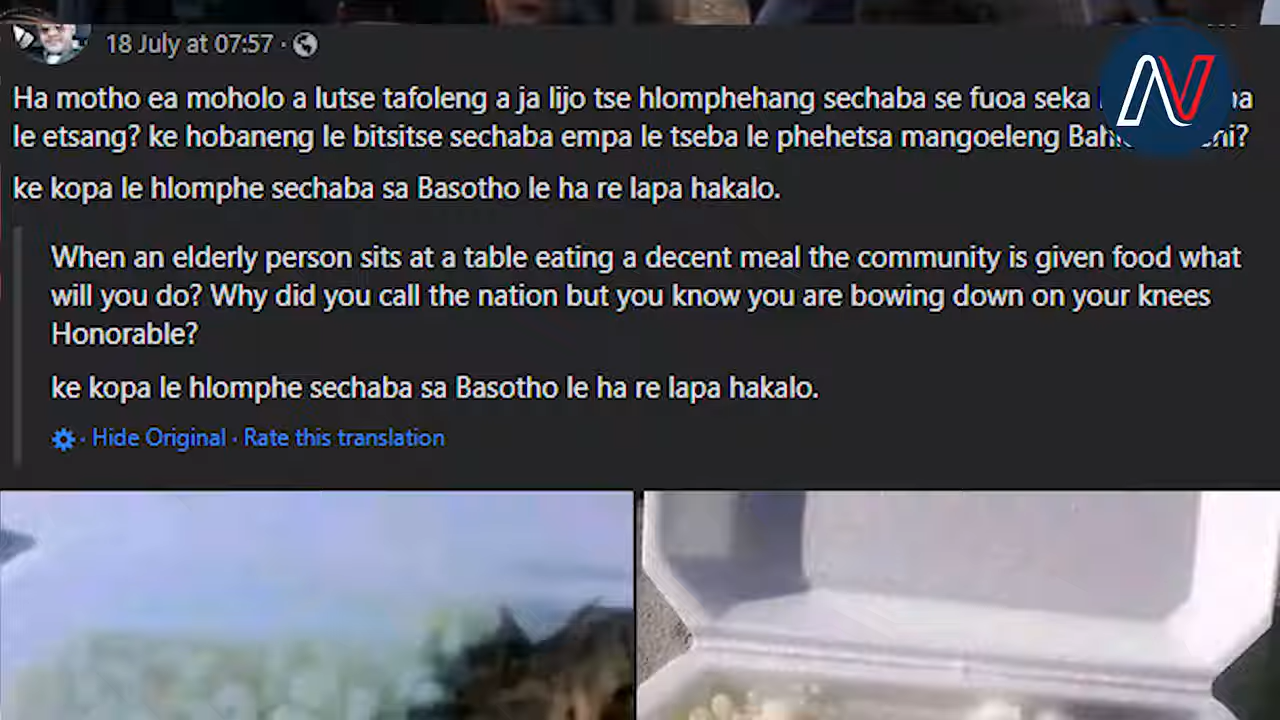 18 July at 07:57 ·
Ha motho ea moholo a lutse tafoleng a ja lijo tse hlomphehang sechaba se fuoa seka
le etsang? ke hobaneng le bitsitse sechaba empa le tseba le phehetsa mangoeleng
ke kopa le hlomphe sechaba sa Basotho le ha re lapa hakalo.
When an elderly person sits at a table eating a decent meal the community is given food what
will you do? Why did you call the nation but you know you are bowing down on your knees
Honorable?
ke kopa le hlomphe sechaba sa Basotho le ha re lapa hakalo.
· Hide Original · Rate this translation